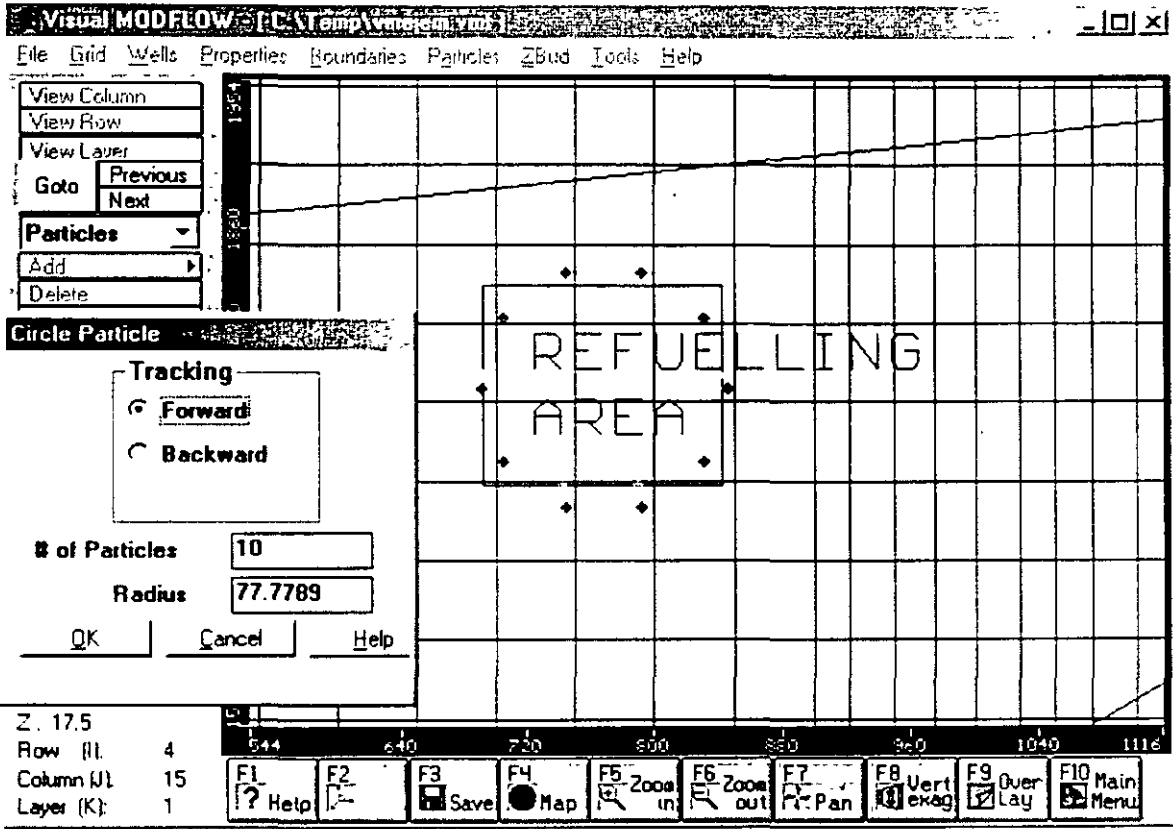 Visual MODFLOW - [ C:\Temp\vmojem.vmf ]
File Grid Wells Properties Boundaries Particles ZBud Tools Help
View Column
View Row
View Layer
Goto Previous
Next
Particles
Add
Delete
1354
1320
Circle Particle
Tracking
Forward
Backward
# of Particles 10
Radius 77.7789
OK Cancel Help
REFUELLING
AREA
Z: 17.5
Row (I): 4
Column (J): 15
Layer (K): 1
544 640 720 800 880 960 1040 1116
F1 ? Help
F2
F3 Save
F4 Map
F5 Zoom in
F6 Zoom out
F7 Pan
F8 Vert exag
F9 Over Lay
F10 Main Menu